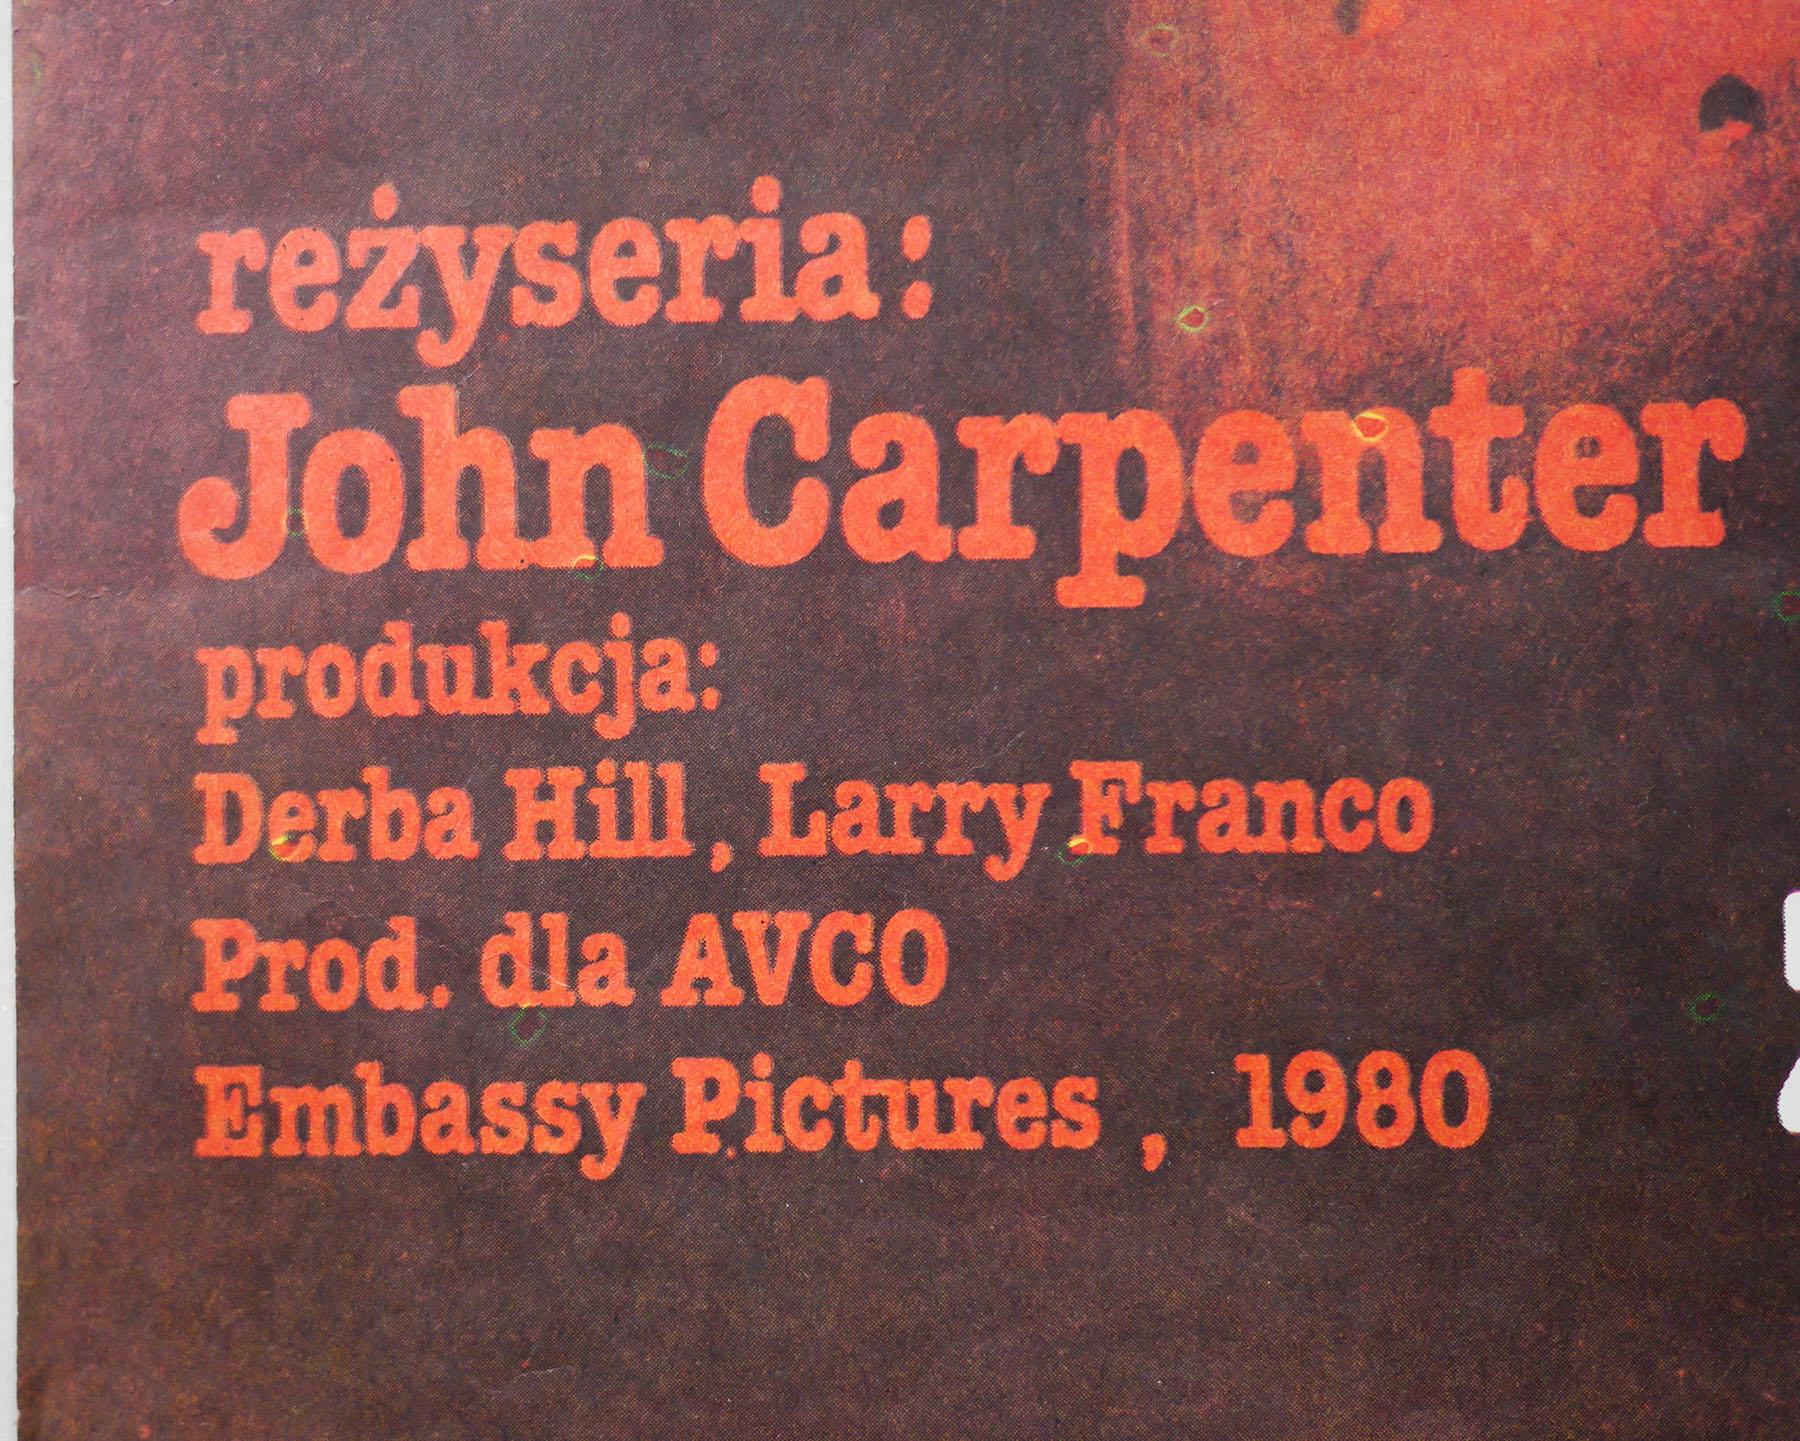 reżyseria:
John Carpenter
produkcja:
Derba Hill, Larry Franco
Prod. dla AVCO
Embassy Pictures, 1980